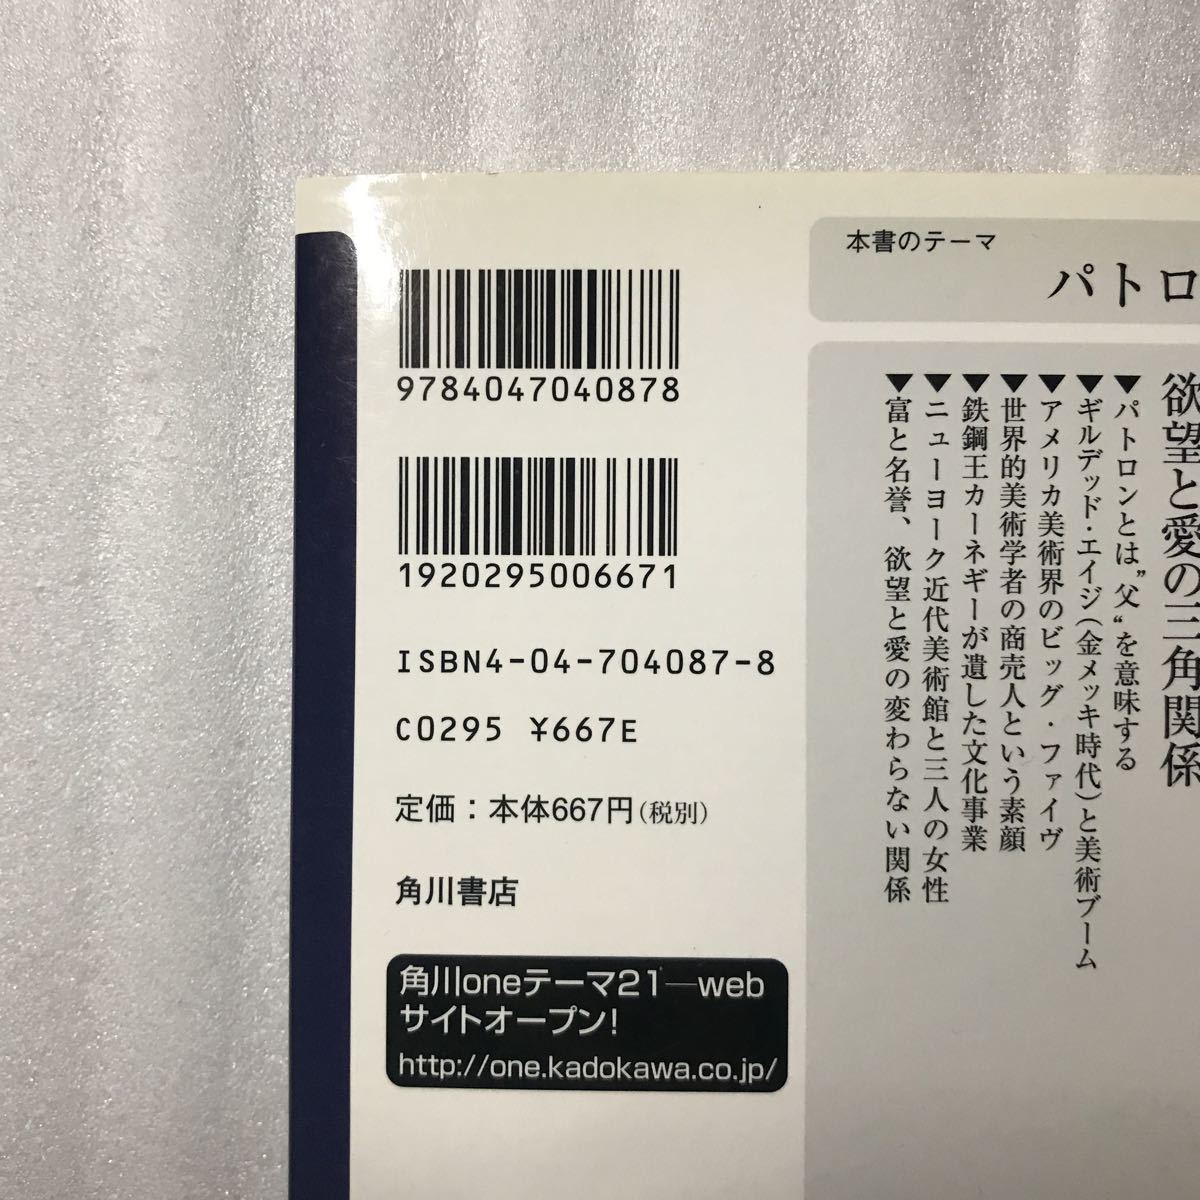 9784047040878
1920295006671
ISBN4-04-704087-8
C0295 ¥667E
定価：本体667円（税別）
角川書店
角川oneテーマ21─web
サイトオープン！
http://one.kadokawa.co.jp/
本書のテーマ
パトロ
欲望と愛の三角関係
▼パトロンとは〝父〟を意味する
▼ギルデッド・エイジ（金メッキ時代）と美術ブーム
▼アメリカ美術界のビッグ・ファイヴ
▼世界的美術学者の商売人という素顔
▼鉄鋼王カーネギーが遺した文化事業
▼ニューヨーク近代美術館と三人の女性
▼富と名誉、欲望と愛の変わらない関係